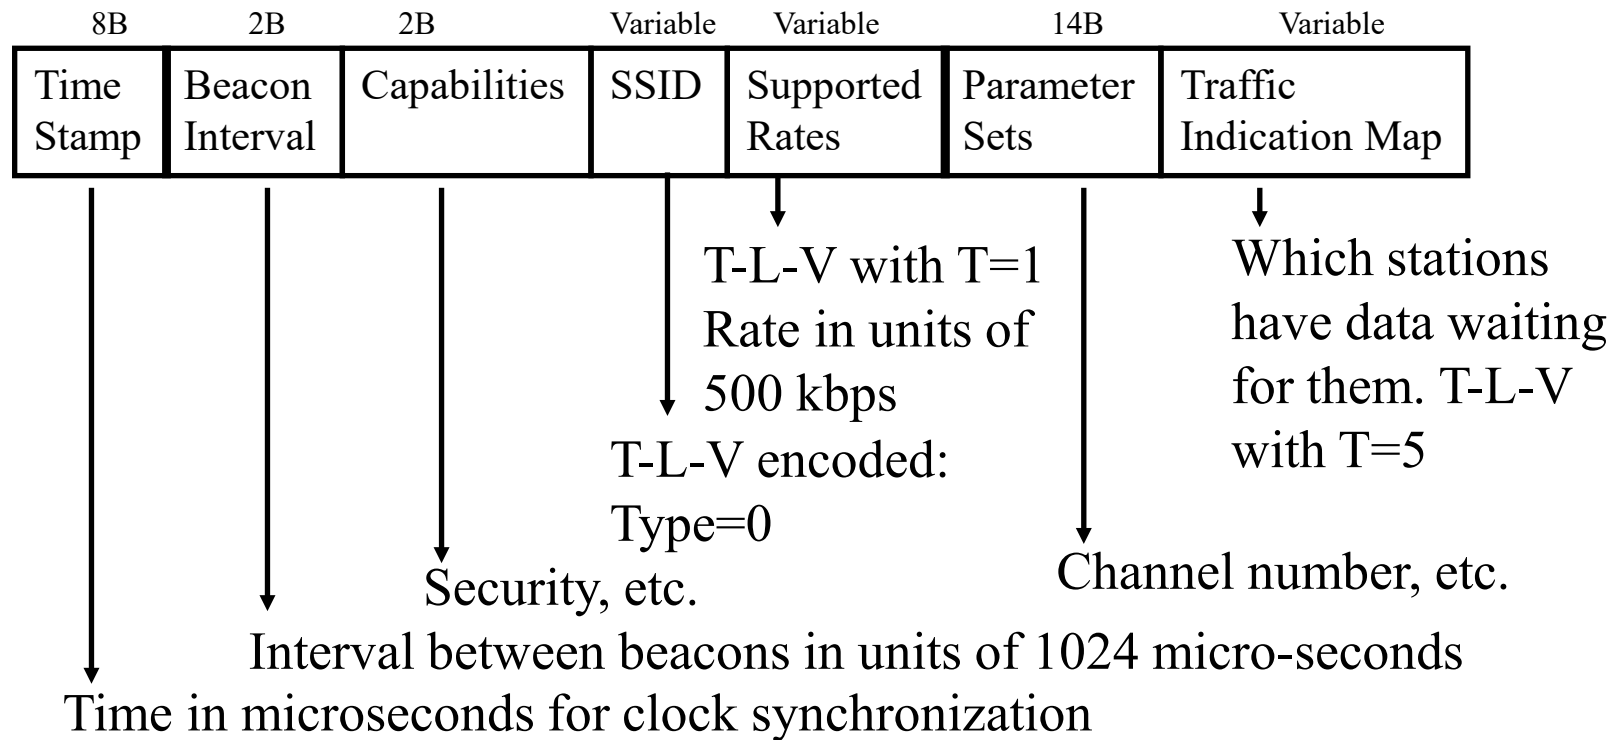 8B 2B 2B Variable Variable 14B Variable
Time Stamp
Beacon Interval
Capabilities
SSID
Supported Rates
Parameter Sets
Traffic Indication Map
T-L-V with T=1
Rate in units of
500 kbps
Which stations
have data waiting
for them. T-L-V
with T=5
T-L-V encoded:
Type=0
Security, etc.
Channel number, etc.
Interval between beacons in units of 1024 micro-seconds
Time in microseconds for clock synchronization